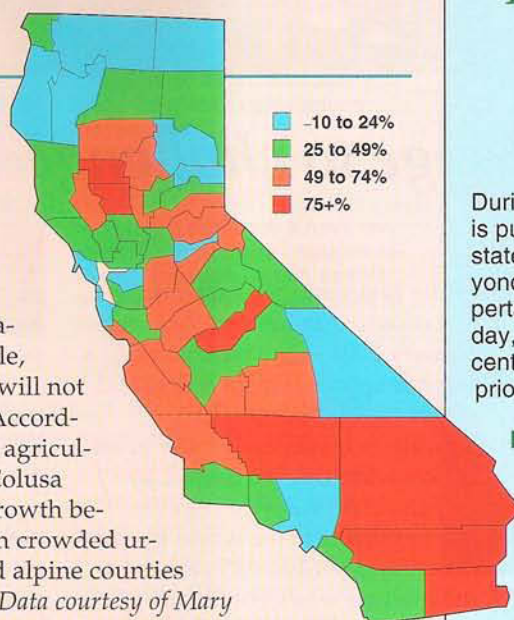 –10 to 24%
25 to 49%
49 to 74%
75+%
a-
le,
will not
Accord-
agricul-
olusa
rowth be-
n crowded ur-
d alpine counties
Data courtesy of Mary
Duri
is pu
state
yond
pert
day,
cent
prio